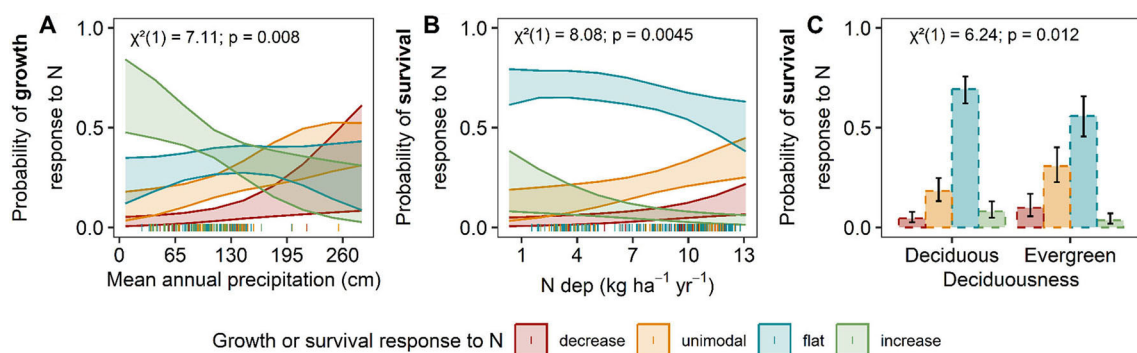 A
χ²(1) = 7.11; p = 0.008
Probability of growth
response to N
1.0
0.5
0.0
0 65 130 195 260
Mean annual precipitation (cm)
B
χ²(1) = 8.08; p = 0.0045
Probability of survival
response to N
1.0
0.5
0.0
1 4 7 10 13
N dep (kg ha⁻¹ yr⁻¹)
C
χ²(1) = 6.24; p = 0.012
Probability of survival
response to N
1.0
0.5
0.0
Deciduous Evergreen
Deciduousness
Growth or survival response to N decrease unimodal flat increase